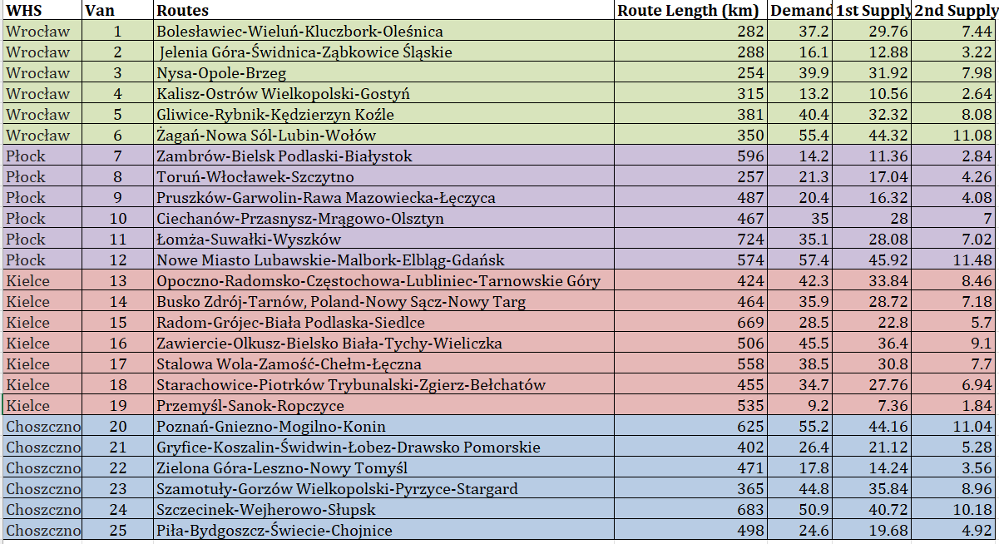 WHS Van Routes Route Length (km) Demand 1st Supply 2nd Supply
Wrocław 1 Bolesławiec-Wieluń-Kluczbork-Oleśnica 282 37.2 29.76 7.44
Wrocław 2 Jelenia Góra-Świdnica-Ząbkowice Śląskie 288 16.1 12.88 3.22
Wrocław 3 Nysa-Opole-Brzeg 254 39.9 31.92 7.98
Wrocław 4 Kalisz-Ostrów Wielkopolski-Gostyń 315 13.2 10.56 2.64
Wrocław 5 Gliwice-Rybnik-Kędzierzyn Koźle 381 40.4 32.32 8.08
Wrocław 6 Żagań-Nowa Sól-Lubin-Wołów 350 55.4 44.32 11.08
Płock 7 Zambrów-Bielsk Podlaski-Białystok 596 14.2 11.36 2.84
Płock 8 Toruń-Włocławek-Szczytno 257 21.3 17.04 4.26
Płock 9 Pruszków-Garwolin-Rawa Mazowiecka-Łęczyca 487 20.4 16.32 4.08
Płock 10 Ciechanów-Przasnysz-Mrągowo-Olsztyn 467 35 28 7
Płock 11 Łomża-Suwałki-Wyszków 724 35.1 28.08 7.02
Płock 12 Nowe Miasto Lubawskie-Malbork-Elbląg-Gdańsk 574 57.4 45.92 11.48
Kielce 13 Opoczno-Radomsko-Częstochowa-Lubliniec-Tarnowskie Góry 424 42.3 33.84 8.46
Kielce 14 Busko Zdrój-Tarnów, Poland-Nowy Sącz-Nowy Targ 464 35.9 28.72 7.18
Kielce 15 Radom-Grójec-Biała Podlaska-Siedlce 669 28.5 22.8 5.7
Kielce 16 Zawiercie-Olkusz-Bielsko Biała-Tychy-Wieliczka 506 45.5 36.4 9.1
Kielce 17 Stalowa Wola-Zamość-Chełm-Łęczna 558 38.5 30.8 7.7
Kielce 18 Starachowice-Piotrków Trybunalski-Zgierz-Bełchatów 455 34.7 27.76 6.94
Kielce 19 Przemyśl-Sanok-Ropczyce 535 9.2 7.36 1.84
Choszczno 20 Poznań-Gniezno-Mogilno-Konin 625 55.2 44.16 11.04
Choszczno 21 Gryfice-Koszalin-Świdwin-Łobez-Drawsko Pomorskie 402 26.4 21.12 5.28
Choszczno 22 Zielona Góra-Leszno-Nowy Tomyśl 471 17.8 14.24 3.56
Choszczno 23 Szamotuły-Gorzów Wielkopolski-Pyrzyce-Stargard 365 44.8 35.84 8.96
Choszczno 24 Szczecinek-Wejherowo-Słupsk 683 50.9 40.72 10.18
Choszczno 25 Piła-Bydgoszcz-Świecie-Chojnice 498 24.6 19.68 4.92